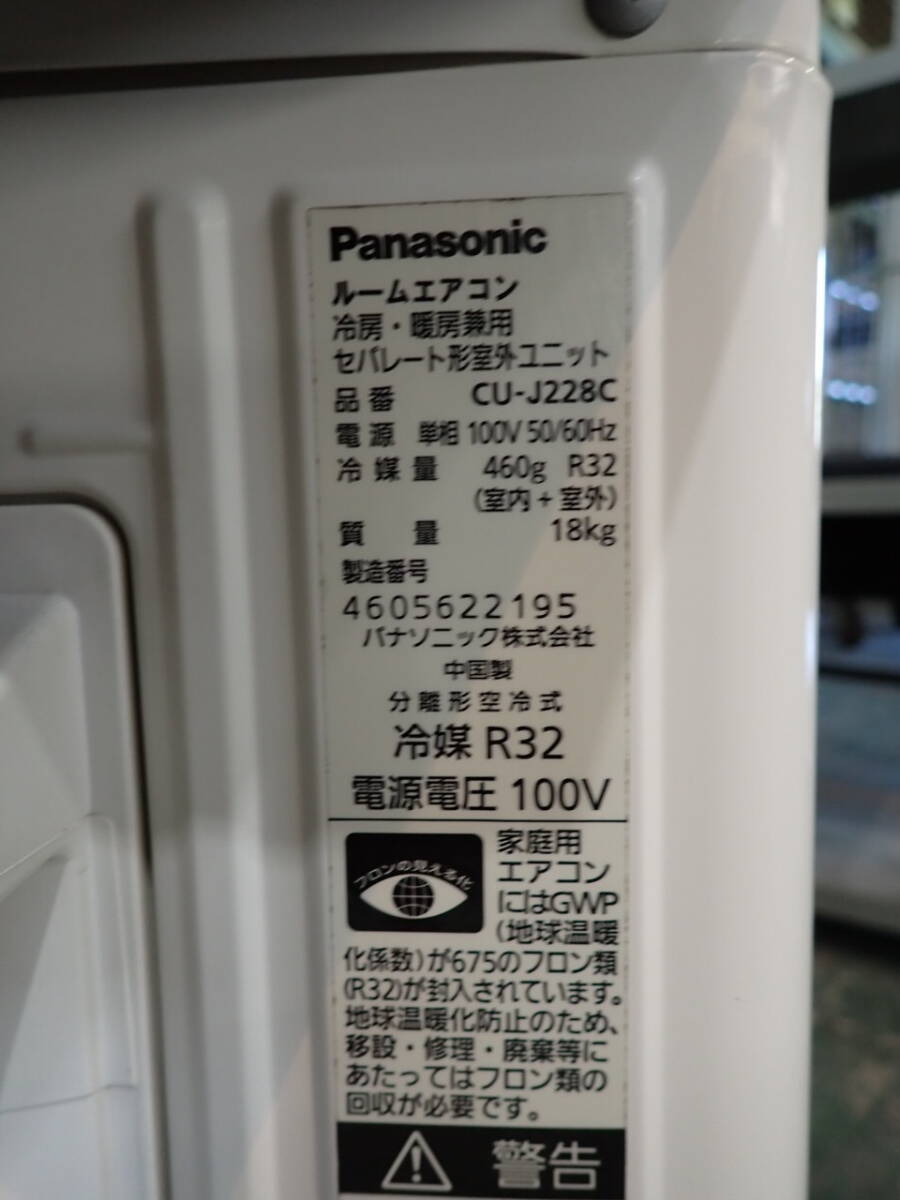 Panasonic
ルームエアコン
冷房・暖房兼用
セパレート形室外ユニット
品番 CU-J228C
電源 単相 100V 50/60Hz
冷媒量 460g R32
(室内+室外)
質量 18kg
製造番号
4605622195
パナソニック株式会社
中国製
分離形空冷式
冷媒 R32
電源電圧 100V
フロンの見える化
家庭用
エアコン
にはGWP
(地球温暖
化係数)が675のフロン類
(R32)が封入されています。
地球温暖化防止のため、
移設・修理・廃棄等に
あたってはフロン類の
回収が必要です。
警告